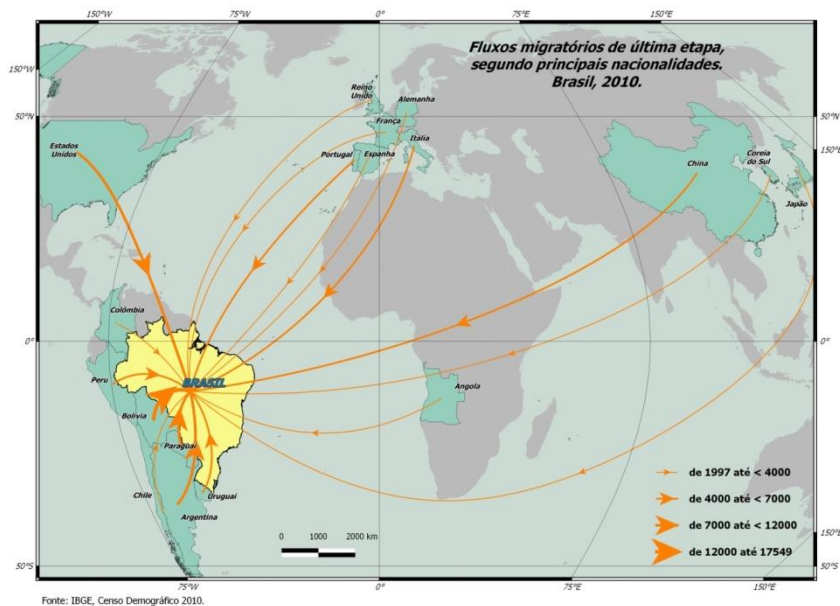 150°W
75°W
0°
75°E
150°E
Fluxos migratórios de última etapa,
segundo principais nacionalidades.
Brasil, 2010.
150°W
50°N
Estados
Unidos
Reino
Unido
Alemanha
França
Itália
Portugal
Espanha
China
Coreia
do Sul
Japão
50°N
150°E
Colômbia
0°
0°
Peru
BRASIL
Angola
Bolívia
Paraguai
Chile
Uruguai
Argentina
0 1000 2000 km
de 1997 até < 4000
de 4000 até < 7000
de 7000 até < 12000
de 12000 até 17549
50°S
150°E
50°S
75°W
0°
75°E
150°E
Fonte: IBGE, Censo Demográfico 2010.